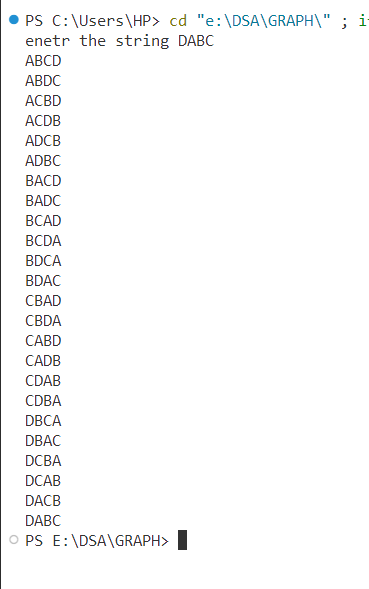 PS C:\Users\HP> cd "e:\DSA\GRAPH\" ; i
enetr the string DABC
ABCD
ABDC
ACBD
ACDB
ADCB
ADBC
BACD
BADC
BCAD
BCDA
BDCA
BDAC
CBAD
CBDA
CABD
CADB
CDAB
CDBA
DBCA
DBAC
DCBA
DCAB
DACB
DABC
PS E:\DSA\GRAPH>